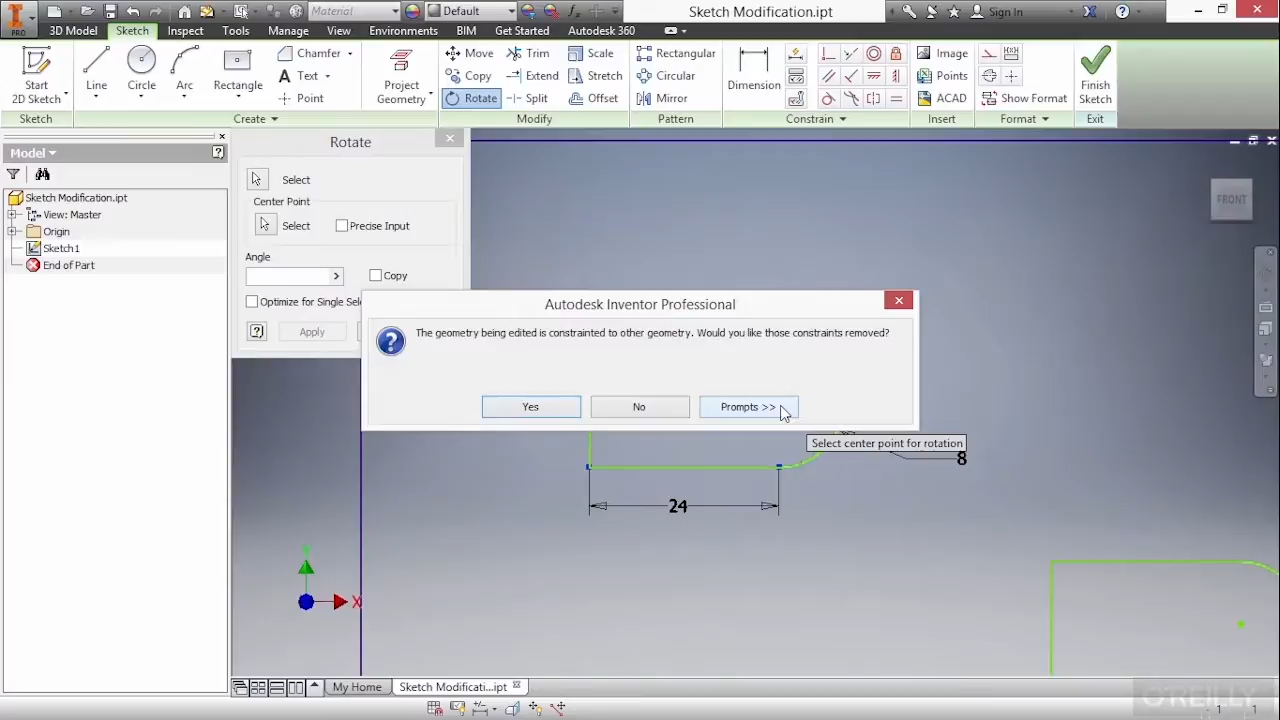 Material
Default
Sketch Modification.ipt
Sign In
PRO
3D Model
Sketch
Inspect
Tools
Manage
View
Environments
BIM
Get Started
Autodesk 360
Start
2D Sketch
Line
Circle
Arc
Rectangle
Chamfer
Text
Point
Project
Geometry
Move
Copy
Rotate
Trim
Extend
Split
Scale
Stretch
Offset
Rectangular
Circular
Mirror
Dimension
Image
Points
ACAD
Show Format
Finish
Sketch
Sketch
Create
Modify
Pattern
Constrain
Insert
Format
Exit
Model
Sketch Modification.ipt
View: Master
Origin
Sketch1
End of Part
Rotate
Select
Center Point
Select
Precise Input
Angle
Copy
Optimize for Single Sel
Apply
Autodesk Inventor Professional
The geometry being edited is constrainted to other geometry. Would you like those constraints removed?
Yes
No
Prompts >>
Select center point for rotation
8
24
FRONT
X
My Home
Sketch Modificati...ipt
O'REILLY
1
1